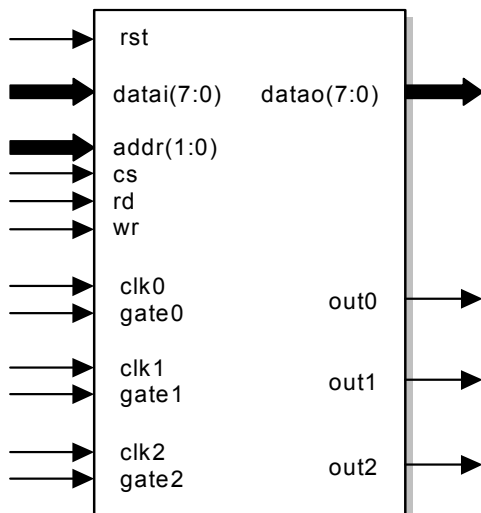 rst
datai(7:0) datao(7:0)
addr(1:0)
cs
rd
wr
clk0
gate0
out0
clk1
gate1
out1
clk2
gate2
out2